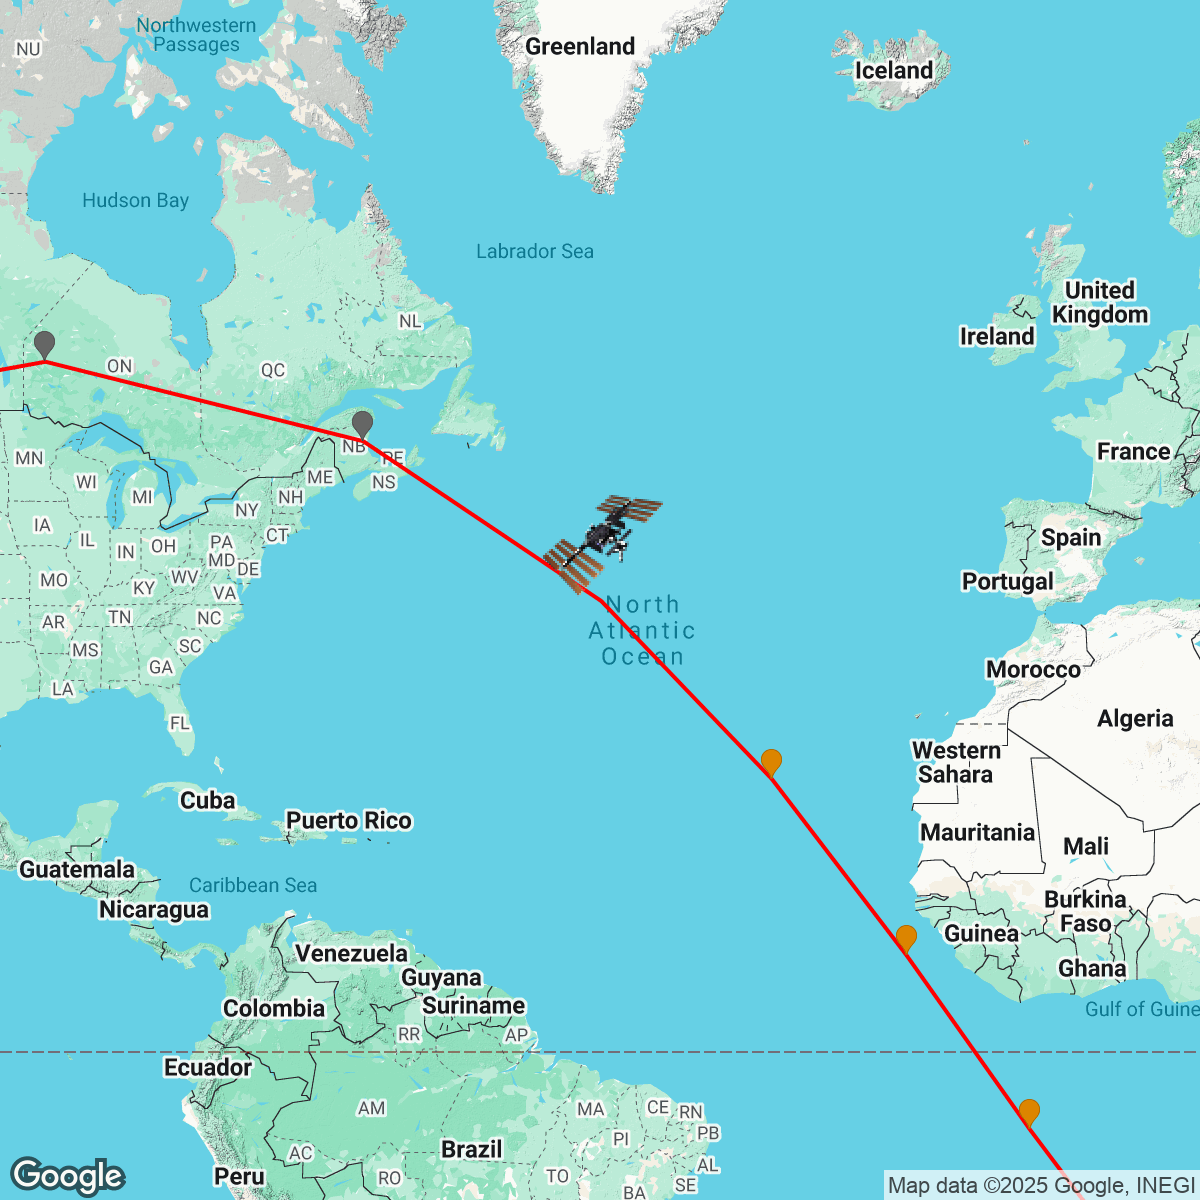 Northwestern
Passages
NU
Greenland
Iceland
Hudson Bay
Labrador Sea
United
Kingdom
Ireland
NL
ON
QC
NB
PE
NS
France
MN
WI
MI
ME
NH
NY
CT
IA
IL
IN
OH
PA
MD
DE
Spain
Portugal
MO
KY
WV
VA
AR
TN
NC
MS
SC
GA
LA
FL
North
Atlantic
Ocean
Morocco
Algeria
Western
Sahara
Cuba
Puerto Rico
Mauritania
Mali
Guatemala
Caribbean Sea
Nicaragua
Burkina
Faso
Guinea
Venezuela
Guyana
Suriname
Ghana
Colombia
Gulf of Guine
RR
AP
Ecuador
AM
MA
CE
RN
PB
PI
AL
Brazil
AC
RO
TO
SE
BA
Peru
Google
Map data ©2025 Google, INEGI